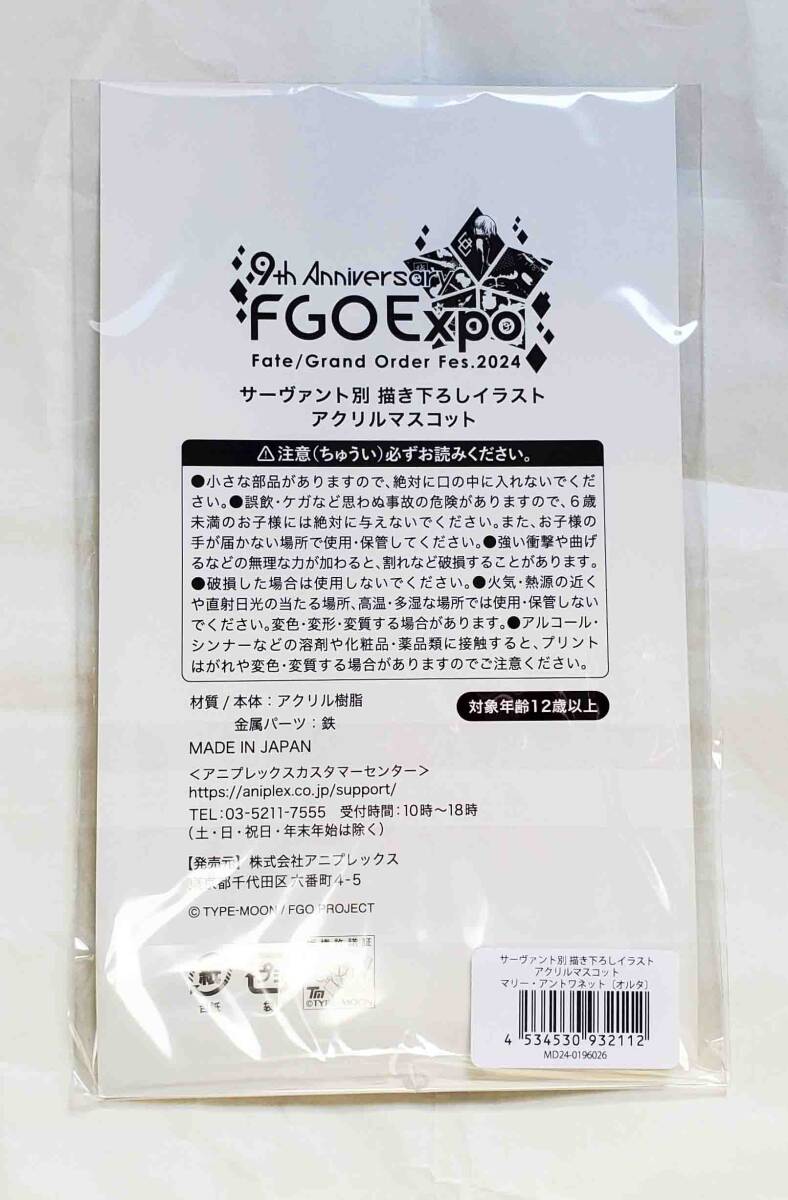 9th Anniversary
FGO Expo
Fate/Grand Order Fes.2024
サーヴァント別 描き下ろしイラスト
アクリルマスコット
⚠注意(ちゅうい)必ずお読みください。
●小さな部品がありますので、絶対に口の中に入れないでくだ
さい。●誤飲・ケガなど思わぬ事故の危険がありますので、6歳
未満のお子様には絶対に与えないでください。また、お子様の
手が届かない場所で使用・保管してください。●強い衝撃や曲げ
るなどの無理な力が加わると、割れなど破損することがあります。
●破損した場合は使用しないでください。●火気・熱源の近く
や直射日光の当たる場所、高温・多湿な場所では使用・保管しない
でください。変色・変形・変質する場合があります。●アルコール・
シンナーなどの溶剤や化粧品・薬品類に接触すると、プリント
はがれや変色・変質する場合がありますのでご注意ください。
材質/本体:アクリル樹脂
金属パーツ:鉄
対象年齢12歳以上
MADE IN JAPAN
<アニプレックスカスタマーセンター>
https://aniplex.co.jp/support/
TEL:03-5211-7555 受付時間:10時〜18時
(土・日・祝日・年末年始は除く)
【発売元】株式会社アニプレックス
東京都千代田区六番町4-5
© TYPE-MOON / FGO PROJECT
紙
台紙
プラ
袋
TM
©TYPE-MOON
サーヴァント別 描き下ろしイラスト
アクリルマスコット
マリー・アントワネット〔オルタ〕
4 534530 932112
MD24-0196026